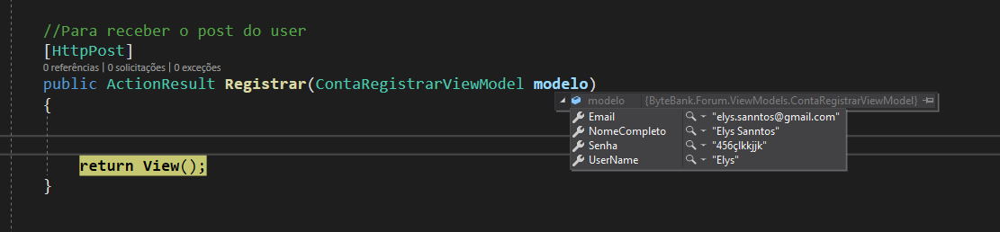 //Para receber o post do user
[HttpPost]
0 referências | 0 solicitações | 0 exceções
public ActionResult Registrar(ContaRegistrarViewModel modelo)
{
modelo {ByteBank.Forum.ViewModels.ContaRegistrarViewModel}
Email "elys.sanntos@gmail.com"
NomeCompleto "Elys Sanntos"
Senha "456çlkkjjk"
UserName "Elys"
return View();
}